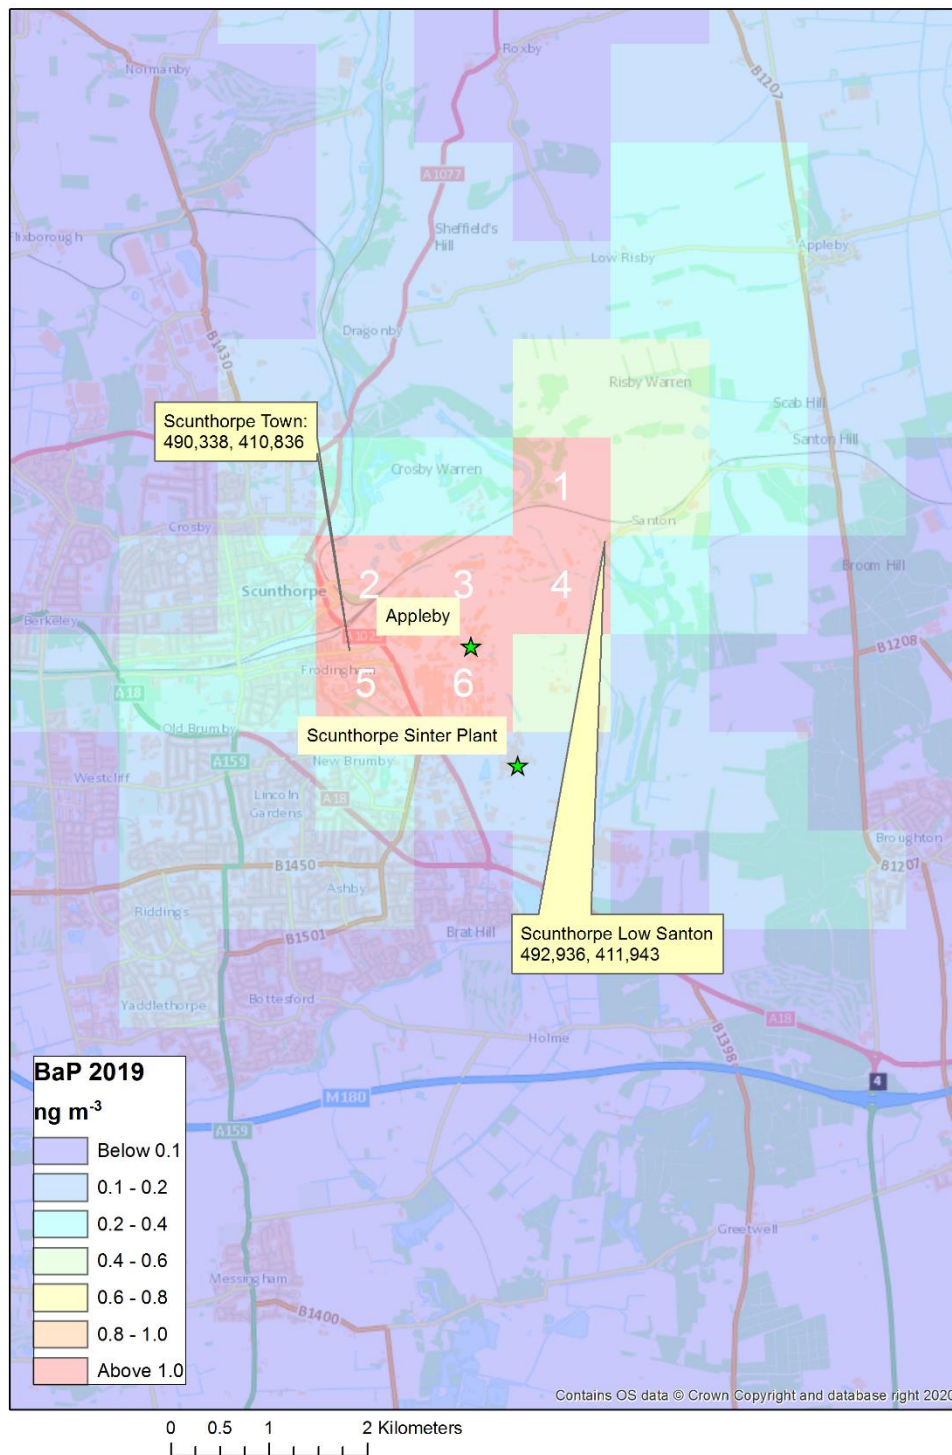 Roxby
Normanby
B1207
A1077
Sheffield's
Hill
Flixborough
Low Risby
Appleby
Dragonby
B1430
Risby Warren
Scab Hill
Scunthorpe Town:
490,338, 410,836
Santon Hill
Crosby Warren
1
Crosby
Santon
Broom Hill
Scunthorpe
2
3
4
Appleby
Berkeley
B1208
Frodingham
5
6
A18
Old Brumby
Scunthorpe Sinter Plant
New Brumby
A159
Westcliff
Lincoln
Gardens
A18
Broughton
B1207
B1450
Ashby
Riddings
B1501
Brat Hill
Scunthorpe Low Santon
492,936, 411,943
Yaddlethorpe
Bottesford
A18
Holme
B1398
BaP 2019
ng m-3
Below 0.1
0.1 - 0.2
0.2 - 0.4
0.4 - 0.6
0.6 - 0.8
0.8 - 1.0
Above 1.0
4
M180
A159
Greetwell
Messingham
B1400
Contains OS data © Crown Copyright and database right 2020
0 0.5 1 2 Kilometers